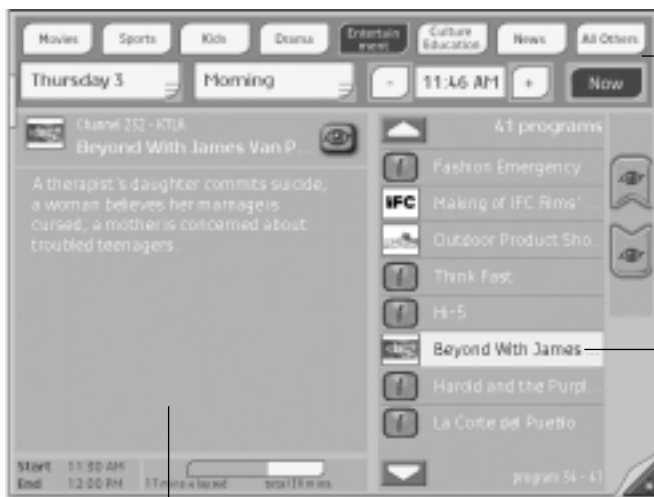 Movies
Sports
Kids
Drama
Entertain
ment
Culture
Education
News
All Others
Thursday 3
Morning
-
11:46 AM
+
Now
Channel 232 - KTLA
Beyond With James Van P...
A therapist's daughter commits suicide,
a woman believes her marriage is
cursed, a mother is concerned about
troubled teenagers.
Start 11:30 AM
End 12:00 PM
41 programs
Fashion Emergency
IFC Making of IFC Films'...
Outdoor Product Sho...
Think Fast
Hi-5
Beyond With James ...
Harold and the Purpl...
La Corte del Pueblo
program 34 - 41